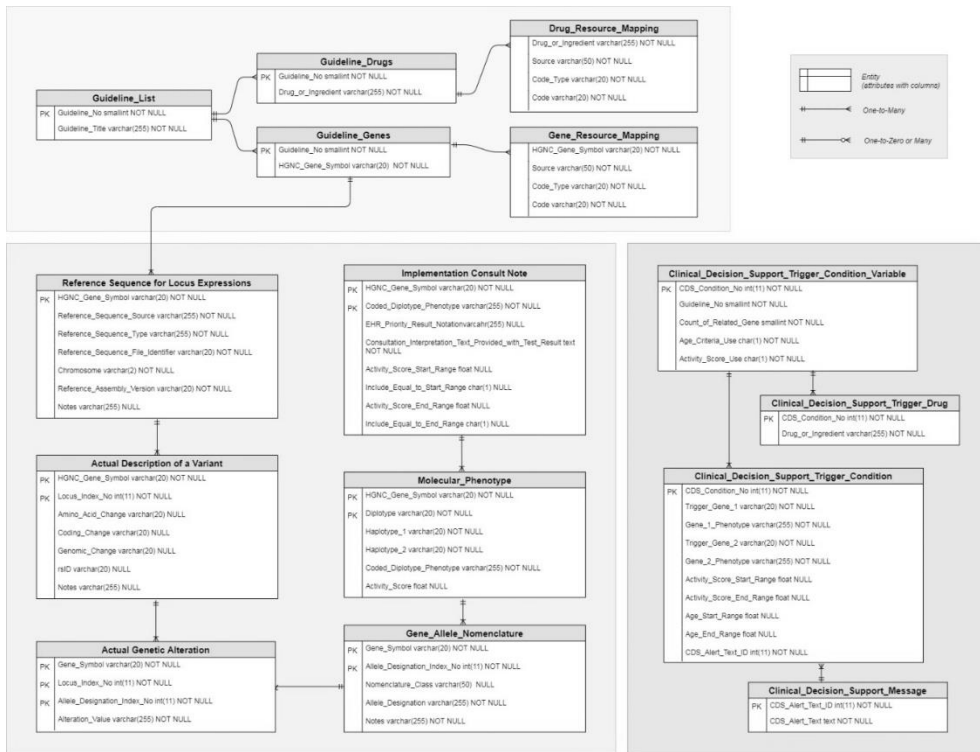 Guideline_List
PK Guideline_No smallint NOT NULL
Guideline_Title varchar(255) NOT NULL
Guideline_Drugs
PK Guideline_No smallint NOT NULL
Drug_or_Ingredient varchar(255) NOT NULL
Guideline_Genes
PK Guideline_No smallint NOT NULL
HGNC_Gene_Symbol varchar(20) NOT NULL
Drug_Resource_Mapping
Drug_or_Ingredient varchar(255) NOT NULL
Source varchar(50) NOT NULL
Code_Type varchar(20) NOT NULL
Code varchar(20) NOT NULL
Gene_Resource_Mapping
HGNC_Gene_Symbol varchar(20) NOT NULL
Source varchar(50) NOT NULL
Code_Type varchar(20) NOT NULL
Code varchar(20) NOT NULL
Entity
(attributes with columns)
One-to-Many
One-to-Zero or Many
Reference Sequence for Locus Expressions
PK HGNC_Gene_Symbol varchar(20) NOT NULL
Reference_Sequence_Source varchar(255) NOT NULL
Reference_Sequence_Type varchar(255) NOT NULL
Reference_Sequence_File_Identifier varchar(20) NOT NULL
Chromosome varchar(2) NOT NULL
Reference_Assembly_Version varchar(20) NOT NULL
Notes varchar(255) NULL
Actual Description of a Variant
PK HGNC_Gene_Symbol varchar(20) NOT NULL
PK Locus_Index_No int(11) NOT NULL
Amino_Acid_Change varchar(20) NULL
Coding_Change varchar(20) NULL
Genomic_Change varchar(20) NULL
rsID varchar(20) NULL
Notes varchar(255) NULL
Actual Genetic Alteration
PK Gene_Symbol varchar(20) NOT NULL
PK Locus_Index_No int(11) NOT NULL
PK Allele_Designation_Index_No int(11) NOT NULL
Alteration_Value varchar(255) NOT NULL
Implementation Consult Note
PK HGNC_Gene_Symbol varchar(20) NOT NULL
PK Coded_Diplotype_Phenotype varchar(255) NOT NULL
EHR_Priority_Result_Notationvarcahr(255) NOT NULL
Consultation_Interpretation_Text_Provided_with_Test_Result text
NOT NULL
Activity_Score_Start_Range float NULL
Include_Equal_to_Start_Range char(1) NULL
Activity_Score_End_Range float NULL
Include_Equal_to_End_Range char(1) NULL
Molecular_Phenotype
PK HGNC_Gene_Symbol varchar(20) NOT NULL
PK Diplotype varchar(20) NOT NULL
Haplotype_1 varchar(20) NOT NULL
Haplotype_2 varchar(20) NOT NULL
Coded_Diplotype_Phenotype varchar(255) NOT NULL
Activity_Score float NULL
Gene_Allele_Nomenclature
PK Gene_Symbol varchar(20) NOT NULL
PK Allele_Designation_Index_No int(11) NOT NULL
Nomenclature_Class varchar(50) NULL
Allele_Designation varchar(255) NOT NULL
Notes varchar(255) NOT NULL
Clinical_Decision_Support_Trigger_Condition_Variable
PK CDS_Condition_No int(11) NOT NULL
Guideline_No smallint NOT NULL
Count_of_Related_Gene smallint NOT NULL
Age_Criteria_Use char(1) NOT NULL
Activity_Score_Use char(1) NOT NULL
Clinical_Decision_Support_Trigger_Drug
PK CDS_Condition_No int(11) NOT NULL
Drug_or_Ingredient varchar(255) NOT NULL
Clinical_Decision_Support_Trigger_Condition
PK CDS_Condition_No int(11) NOT NULL
Trigger_Gene_1 varchar(20) NOT NULL
Gene_1_Phenotype varchar(255) NOT NULL
Trigger_Gene_2 varchar(20) NOT NULL
Gene_2_Phenotype varchar(255) NOT NULL
Activity_Score_Start_Range float NULL
Activity_Score_End_Range float NULL
Age_Start_Range float NULL
Age_End_Range float NULL
CDS_Alert_Text_ID int(11) NOT NULL
Clinical_Decision_Support_Message
PK CDS_Alert_Text_ID int(11) NOT NULL
CDS_Alert_Text text NOT NULL